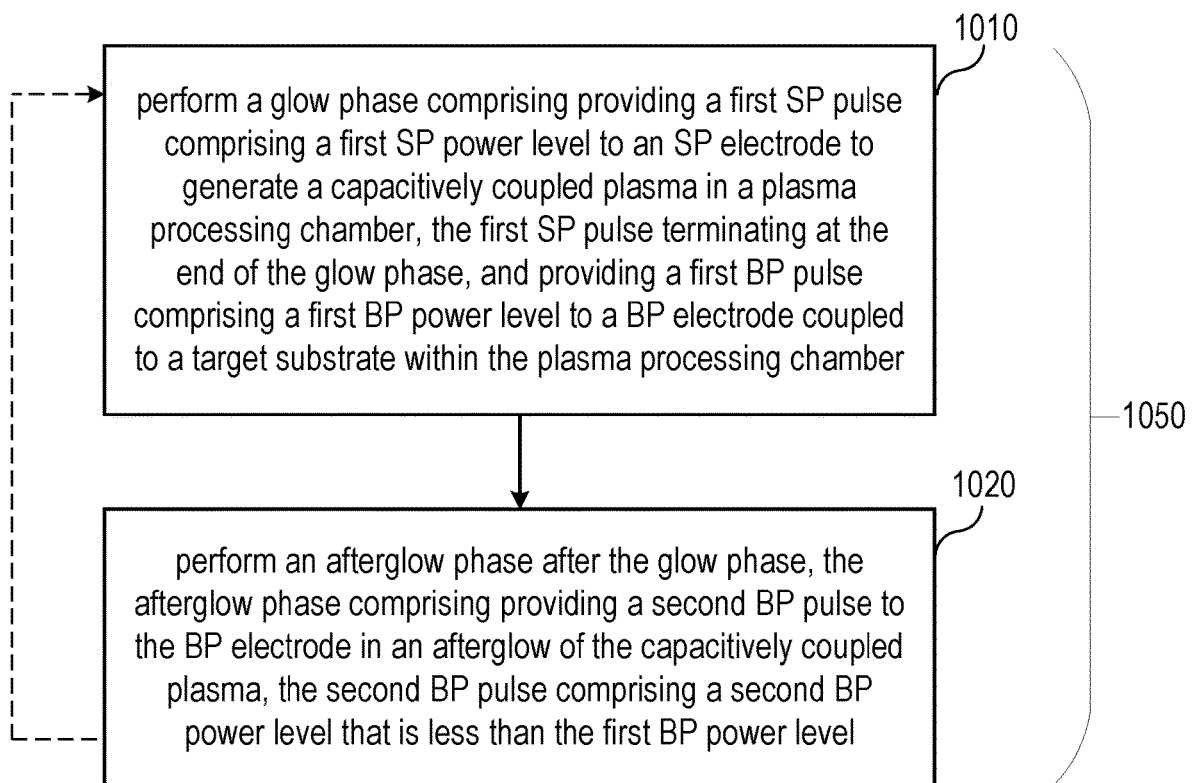 1010
perform a glow phase comprising providing a first SP pulse
comprising a first SP power level to an SP electrode to
generate a capacitively coupled plasma in a plasma
processing chamber, the first SP pulse terminating at the
end of the glow phase, and providing a first BP pulse
comprising a first BP power level to a BP electrode coupled
to a target substrate within the plasma processing chamber
1050
1020
perform an afterglow phase after the glow phase, the
afterglow phase comprising providing a second BP pulse to
the BP electrode in an afterglow of the capacitively coupled
plasma, the second BP pulse comprising a second BP
power level that is less than the first BP power level